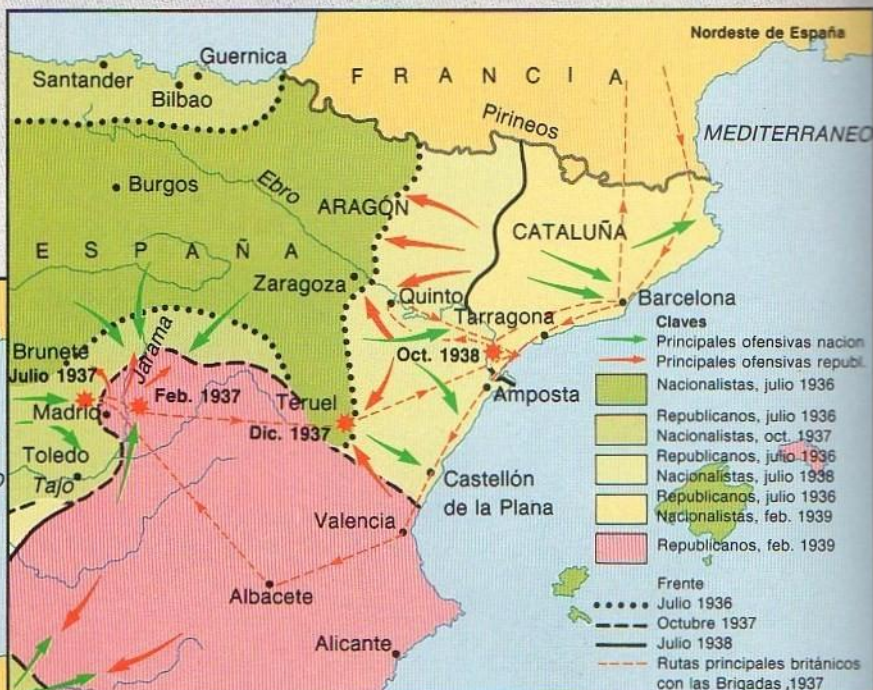 Nordeste de España
Guernica
Santander
Bilbao
FRANCIA
Pirineos
MEDITERRANEO
Burgos
Ebro
ARAGÓN
CATALUÑA
ESPAÑA
Zaragoza
Quinto
Barcelona
Tarragona
Oct. 1938
Amposta
Brunete
Julio 1937
Jarama
Feb. 1937
Madrid
Teruel
Dic. 1937
Toledo
Tajo
Castellón
de la Plana
Valencia
Albacete
Alicante
Claves
Principales ofensivas nacion
Principales ofensivas republ.
Nacionalistas, julio 1936
Republicanos, julio 1936
Nacionalistas, oct. 1937
Republicanos, julio 1936
Nacionalistas, julio 1938
Republicanos, julio 1936
Nacionalistas, feb. 1939
Republicanos, feb. 1939
Frente
Julio 1936
Octubre 1937
Julio 1938
Rutas principales británicos
con las Brigadas ,1937